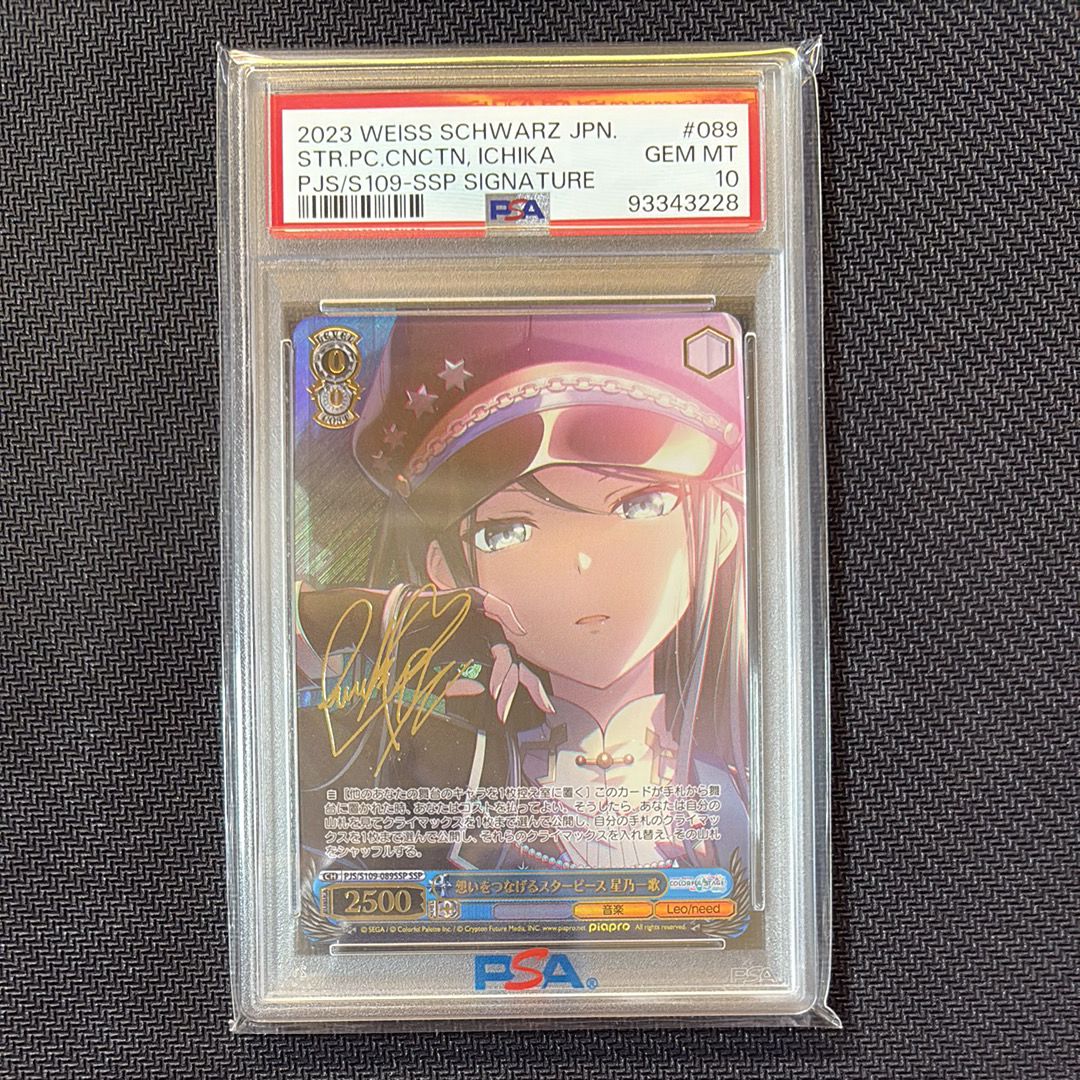 2023 WEISS SCHWARZ JPN. #089
STR.PC.CNCTN, ICHIKA GEM MT
PJS/S109-SSP SIGNATURE 10
PSA 93343228
LEVEL
0
0
COST
自【他のあなたの舞台のキャラを1枚控え室に置く】このカードが手札から舞
台に置かれた時、あなたはコストを払ってよい。そうしたら、あなたは自分の
山札を見てクライマックスを1枚まで選んで公開し、自分の手札のクライマッ
クスを1枚まで選んで公開し、それらのクライマックスを入れ替え、その山札
をシャッフルする。
CH PJS/S109-089SSP SSP
想いをつなげるスターピース 星乃一歌 COLORFUL STAGE
2500 音楽 Leo/need
© SEGA / © Colorful Palette Inc. / © Crypton Future Media, INC. www.piapro.net piapro All rights reserved.
PSA®
PSA